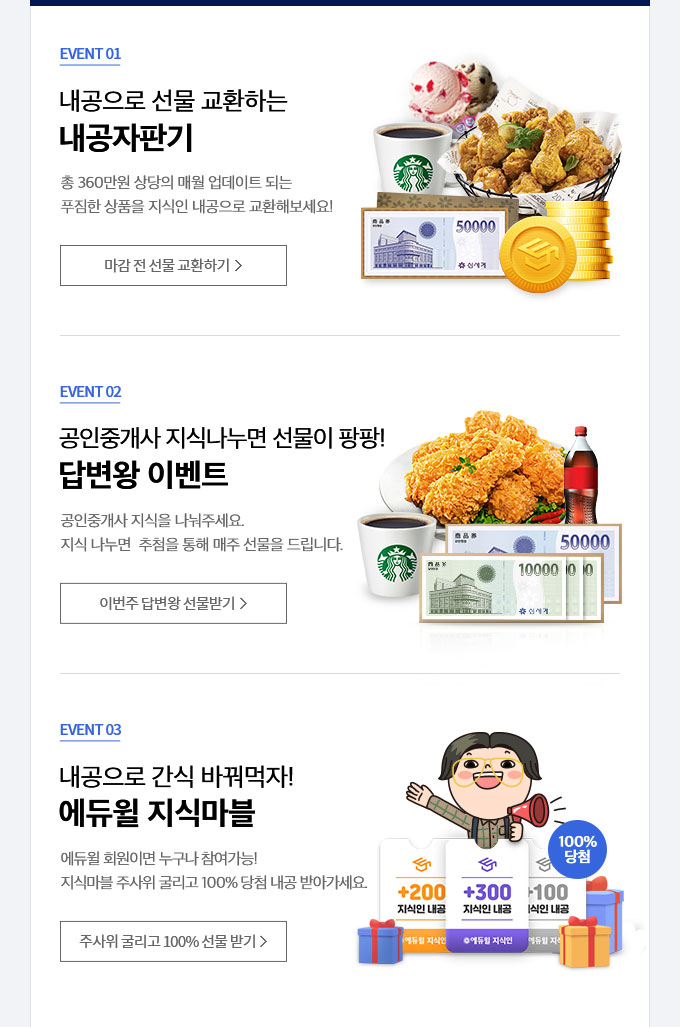 EVENT 01
내공으로 선물 교환하는
내공자판기
총 360만원 상당의 매월 업데이트 되는
푸짐한 상품을 지식인 내공으로 교환해보세요!
마감 전 선물 교환하기 >
商品券
50000
신세계
EVENT 02
공인중개사 지식나누면 선물이 팡팡!
답변왕 이벤트
공인중개사 지식을 나눠주세요.
지식 나누면 추첨을 통해 매주 선물을 드립니다.
이번주 답변왕 선물받기 >
商品券
50000
商品券
10000
신세계
EVENT 03
내공으로 간식 바꿔먹자!
에듀윌 지식마블
에듀윌 회원이면 누구나 참여가능!
지식마블 주사위 굴리고 100% 당첨 내공 받아가세요.
주사위 굴리고 100% 선물 받기 >
100%
당첨
+200
지식인 내공
에듀윌 지식인
+300
지식인 내공
에듀윌 지식인
+100
지식인 내공